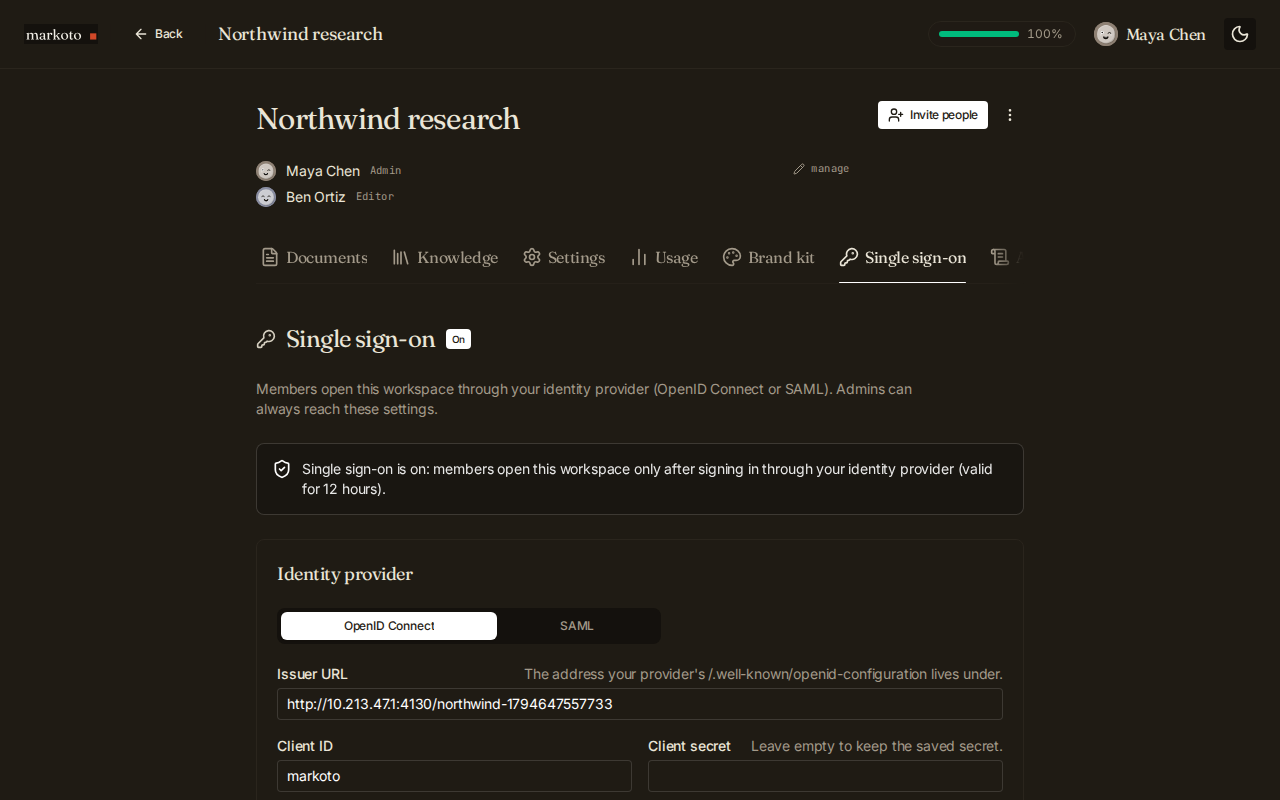 markoto
Back
Northwind research
100%
Maya Chen
Northwind research
Invite people
Maya Chen Admin
manage
Ben Ortiz Editor
Documents
Knowledge
Settings
Usage
Brand kit
Single sign-on
Single sign-on
On
Members open this workspace through your identity provider (OpenID Connect or SAML). Admins can
always reach these settings.
Single sign-on is on: members open this workspace only after signing in through your identity provider (valid
for 12 hours).
Identity provider
OpenID Connect
SAML
Issuer URL
The address your provider's /.well-known/openid-configuration lives under.
http://10.213.47.1:4130/northwind-1794647557733
Client ID
Client secret
Leave empty to keep the saved secret.
markoto